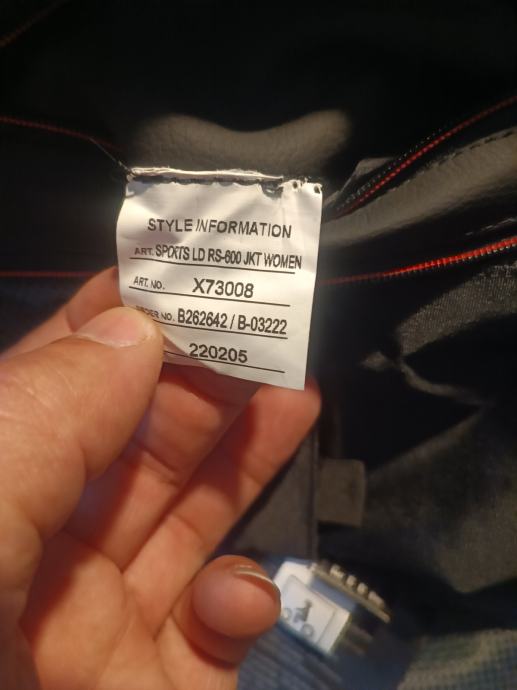 STYLE INFORMATION
ART. SPORTS LD RS-600 JKT WOMEN
ART. NO. X73008
NO. B262642 / B-03222
220205